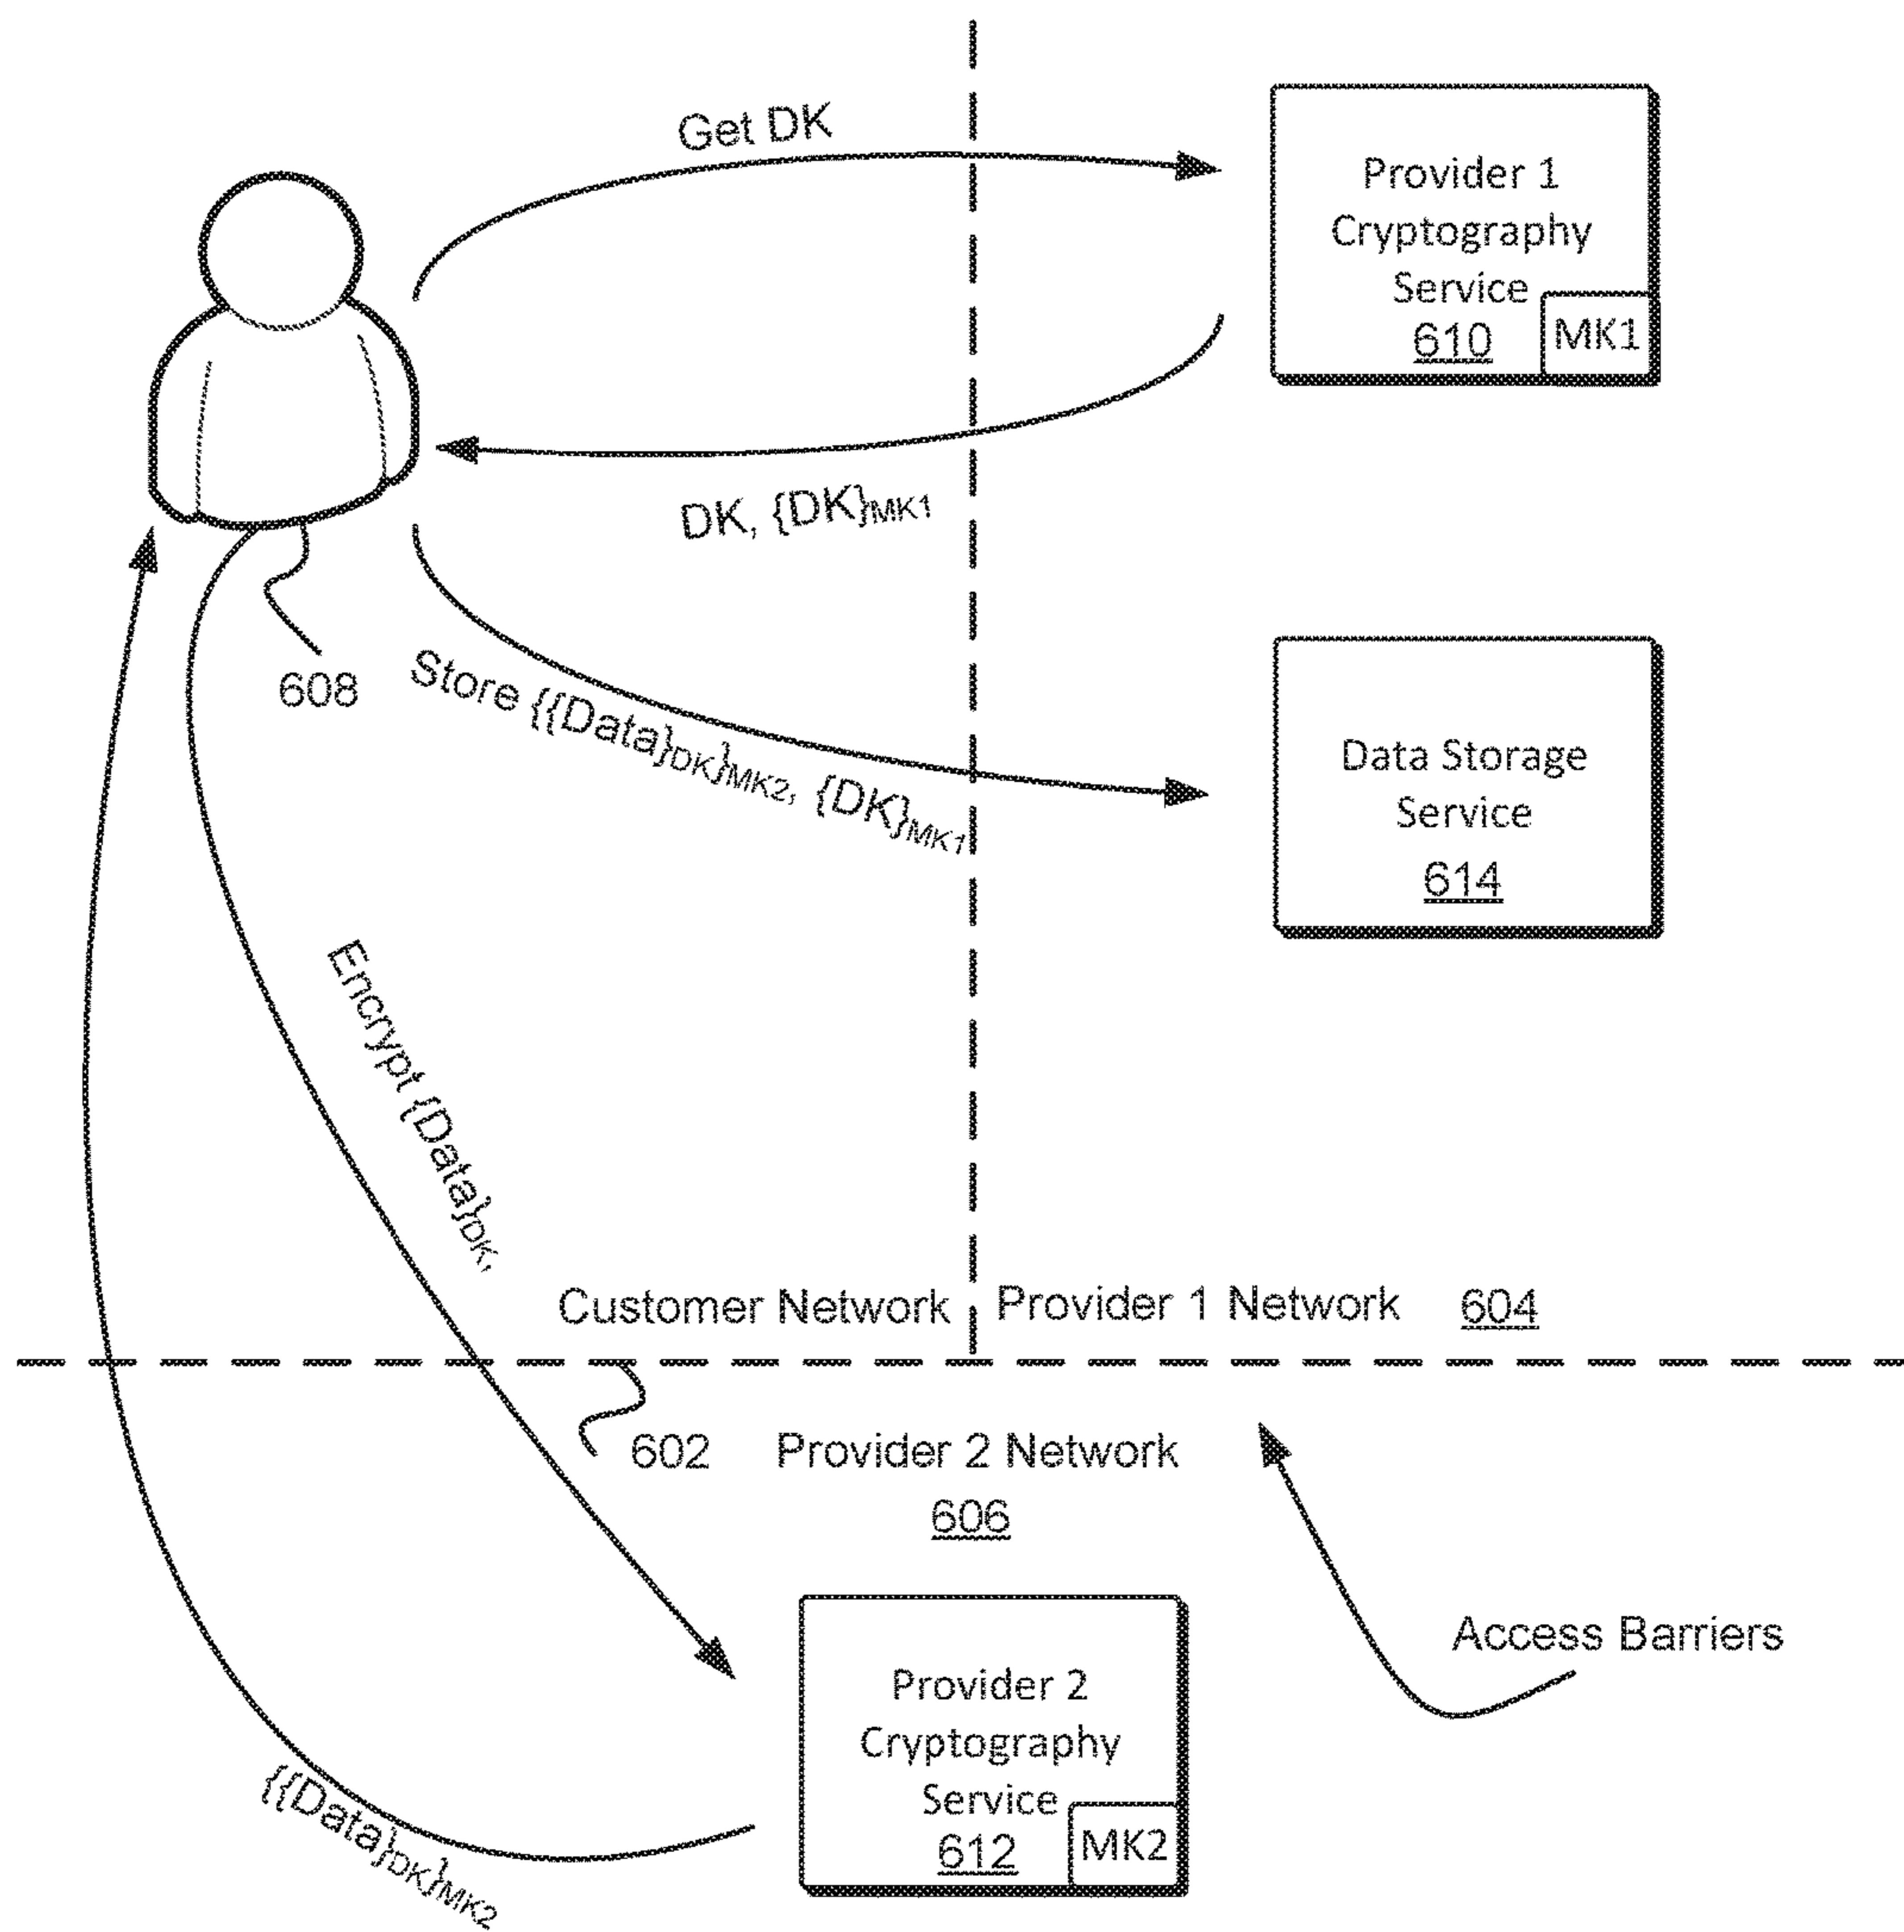 Get DK
Provider 1
Cryptography
Service
610
MK1
DK, {DK}MK1
608
Store {{Data}DK}MK2, {DK}MK1
Data Storage
Service
614
Encrypt {Data}DK,
Customer Network
Provider 1 Network 604
602
Provider 2 Network
606
Access Barriers
Provider 2
Cryptography
Service
612
MK2
{{Data}DK}MK2